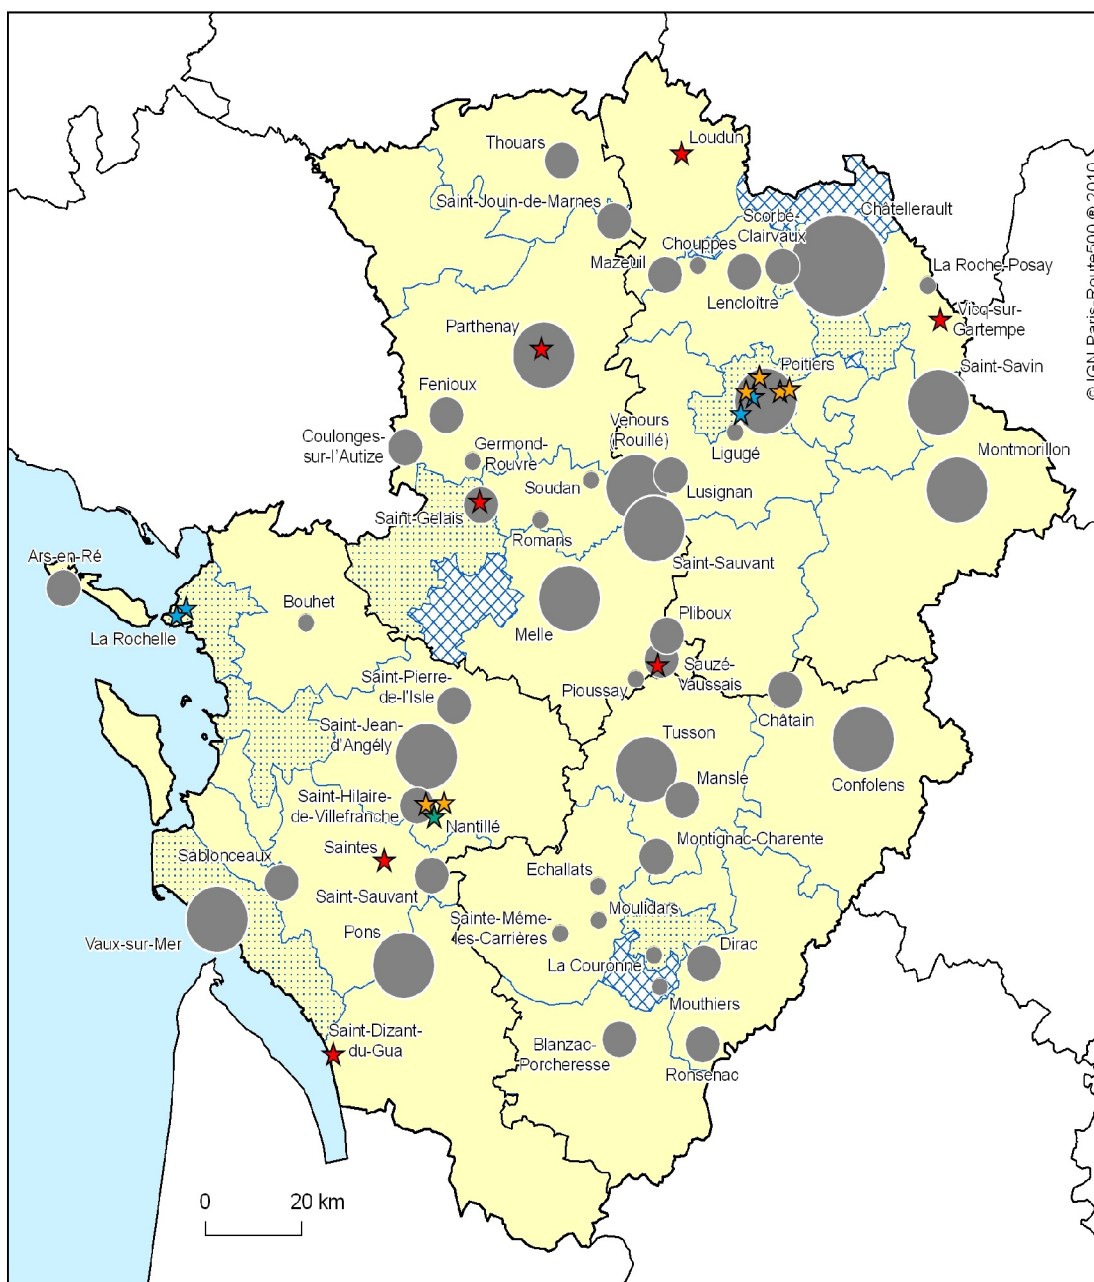 Thouars
Loudun
Saint-Jouin-de-Marnes
Châtellerault
Scorbé-
Clairvaux
Chouppes
Mazeuil
Lencloître
La Roche-Posay
Vicq-sur-
Gartempe
Parthenay
Poitiers
Saint-Savin
Fenioux
Venours
(Rouillé)
Coulonges-
sur-l'Autize
Germond-
Rouvre
Ligugé
Montmorillon
Soudan
Lusignan
Saint-Gelais
Romans
Saint-Sauvant
Ars-en-Ré
Bouhet
La Rochelle
Melle
Pliboux
Sauzé-
Vaussais
Pioussay
Saint-Pierre-
de-l'Isle
Châtain
Saint-Jean-
d'Angély
Tusson
Mansle
Confolens
Saint-Hilaire-
de-Villefranche
Nantillé
Montignac-Charente
Saintes
Sablonceaux
Echallats
Saint-Sauvant
Moulidars
Sainte-Même-
les-Carrières
Vaux-sur-Mer
Pons
Dirac
La Couronne
Mouthiers
Saint-Dizant-
du-Gua
Blanzac-
Porcheresse
Ronsenac
0 20 km
© IGN Paris-Route500 ® 2010